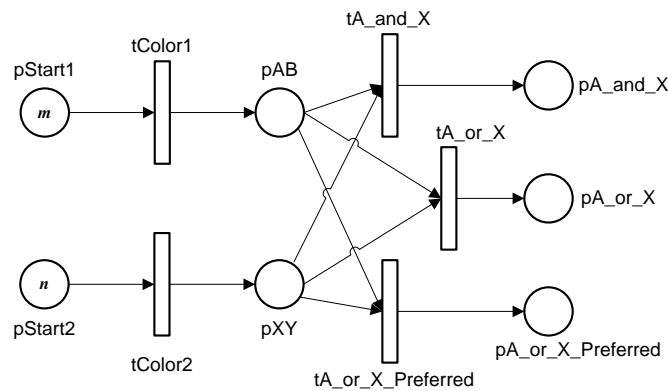 tA_and_X
tColor1
pStart1
pAB
m
pA_and_X
tA_or_X
pA_or_X
n
pStart2
pXY
tColor2
pA_or_X_Preferred
tA_or_X_Preferred